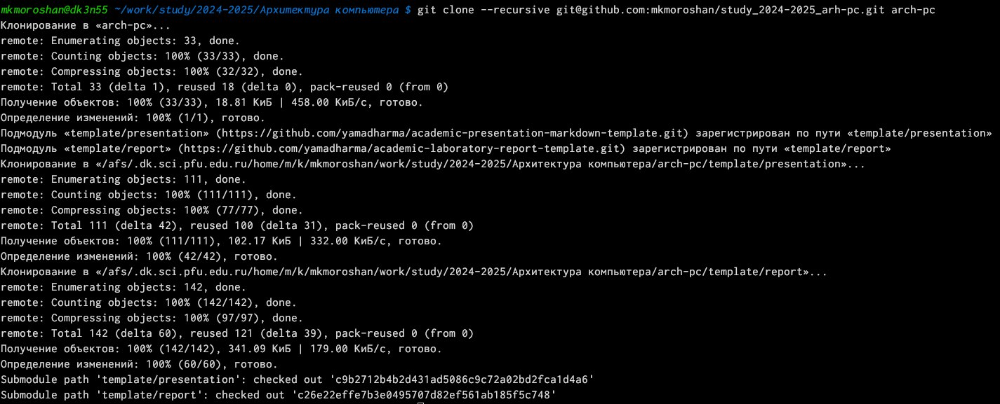 mkmoroshan@dk3n55 ~/work/study/2024-2025/Архитектура компьютера $ git clone --recursive git@github.com:mkmoroshan/study_2024-2025_arh-pc.git arch-pc
Клонирование в «arch-pc»...
remote: Enumerating objects: 33, done.
remote: Counting objects: 100% (33/33), done.
remote: Compressing objects: 100% (32/32), done.
remote: Total 33 (delta 1), reused 18 (delta 0), pack-reused 0 (from 0)
Получение объектов: 100% (33/33), 18.81 КиБ | 458.00 КиБ/с, готово.
Определение изменений: 100% (1/1), готово.
Подмодуль «template/presentation» (https://github.com/yamadharma/academic-presentation-markdown-template.git) зарегистрирован по пути «template/presentation»
Подмодуль «template/report» (https://github.com/yamadharma/academic-laboratory-report-template.git) зарегистрирован по пути «template/report»
Клонирование в «/afs/.dk.sci.pfu.edu.ru/home/m/k/mkmoroshan/work/study/2024-2025/Архитектура компьютера/arch-pc/template/presentation»...
remote: Enumerating objects: 111, done.
remote: Counting objects: 100% (111/111), done.
remote: Compressing objects: 100% (77/77), done.
remote: Total 111 (delta 42), reused 100 (delta 31), pack-reused 0 (from 0)
Получение объектов: 100% (111/111), 102.17 КиБ | 332.00 КиБ/с, готово.
Определение изменений: 100% (42/42), готово.
Клонирование в «/afs/.dk.sci.pfu.edu.ru/home/m/k/mkmoroshan/work/study/2024-2025/Архитектура компьютера/arch-pc/template/report»...
remote: Enumerating objects: 142, done.
remote: Counting objects: 100% (142/142), done.
remote: Compressing objects: 100% (97/97), done.
remote: Total 142 (delta 60), reused 121 (delta 39), pack-reused 0 (from 0)
Получение объектов: 100% (142/142), 341.09 КиБ | 179.00 КиБ/с, готово.
Определение изменений: 100% (60/60), готово.
Submodule path 'template/presentation': checked out 'c9b2712b4b2d431ad5086c9c72a02bd2fca1d4a6'
Submodule path 'template/report': checked out 'c26e22effe7b3e0495707d82ef561ab185f5c748'